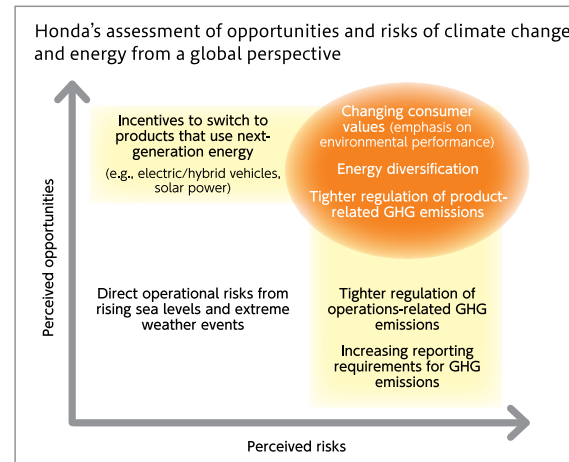 Honda's assessment of opportunities and risks of climate change
and energy from a global perspective
Perceived opportunities
Incentives to switch to
products that use next-
generation energy
(e.g., electric/hybrid vehicles,
solar power)
Changing consumer
values (emphasis on
environmental performance)
Energy diversification
Tighter regulation of product-
related GHG emissions
Direct operational risks from
rising sea levels and extreme
weather events
Tighter regulation of
operations-related GHG
emissions
Increasing reporting
requirements for GHG
emissions
Perceived risks